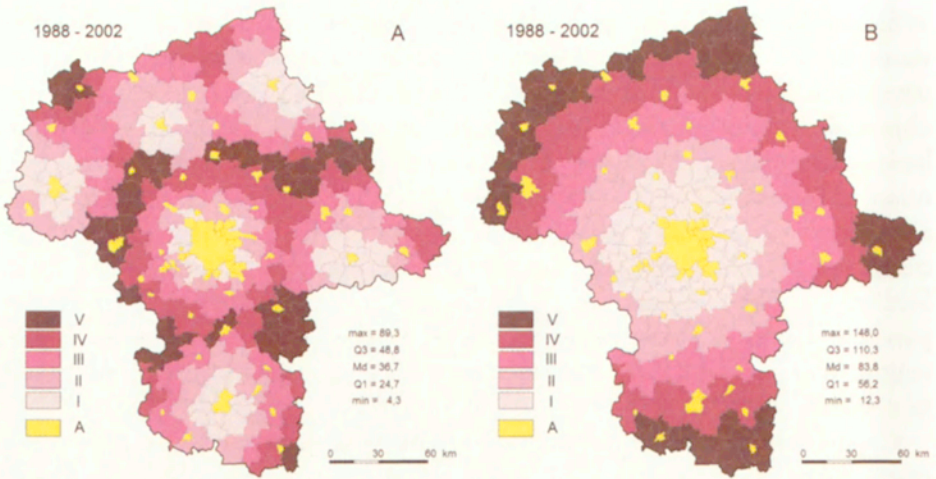 1988 - 2002
A
V
IV
III
II
I
A
max = 89,3
Q3 = 48,8
Md = 36,7
Q1 = 24,7
min = 4,3
0 30 60 km
1988 - 2002
B
V
IV
III
II
I
A
max = 148,0
Q3 = 110,3
Md = 83,8
Q1 = 56,2
min = 12,3
0 30 60 km